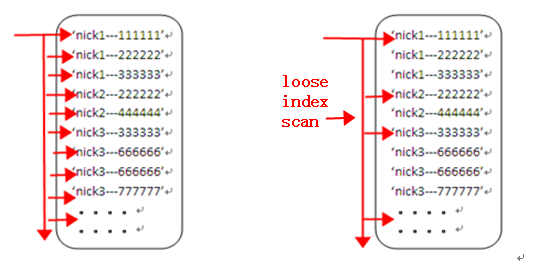 ‘nick1---111111’↵
‘nick1---222222’↵
‘nick1---333333’↵
‘nick2---222222’↵
‘nick2---444444’↵
‘nick3---333333’↵
‘nick3---666666’↵
‘nick3---666666’↵
‘nick3---777777’↵
. . . . ↵
. . . . ↵
loose
index
scan
‘nick1---111111’↵
‘nick1---222222’↵
‘nick1---333333’↵
‘nick2---222222’↵
‘nick2---444444’↵
‘nick3---333333’↵
‘nick3---666666’↵
‘nick3---666666’↵
‘nick3---777777’↵
. . . . ↵
. . . . ↵
↵